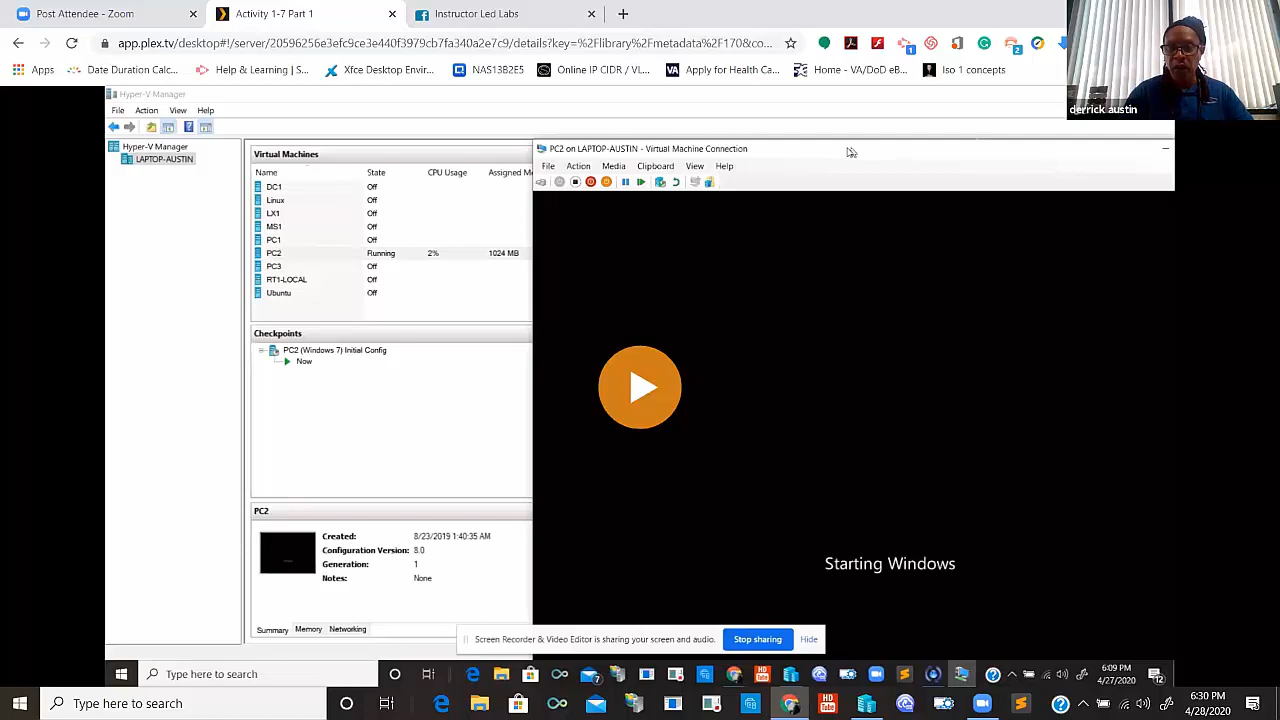 Post Attendee - Zoom
Activity 1-7 Part 1
Instructor Led Labs
app.plex.tv/desktop#!/server/
Apps
Date Duration Calc...
Help & Learning | S...
Xfce Desktop Envir...
NNS13B2E5
Online IP CIDR / VL...
Apply for Health Ca...
Home - VA/DoD eB...
Iso 1 concepts
derrick austin
Hyper-V Manager
File Action View Help
Hyper-V Manager
LAPTOP-AUSTIN
Virtual Machines
Name State CPU Usage Assigned M
DC1 Off
Linux Off
LX1 Off
MS1 Off
PC1 Off
PC2 Running 2% 1024 MB
PC3 Off
RT1-LOCAL Off
Ubuntu Off
Checkpoints
PC2 (Windows 7) Initial Config
Now
PC2
Created: 8/23/2019 1:40:35 AM
Configuration Version: 8.0
Generation: 1
Notes: None
Summary Memory Networking
PC2 on LAPTOP-AUSTIN - Virtual Machine Connection
File Action Media Clipboard View Help
Starting Windows
Screen Recorder & Video Editor is sharing your screen and audio. Stop sharing Hide
Type here to search
6:09 PM
4/27/2020
Type here to search
6:30 PM
4/28/2020